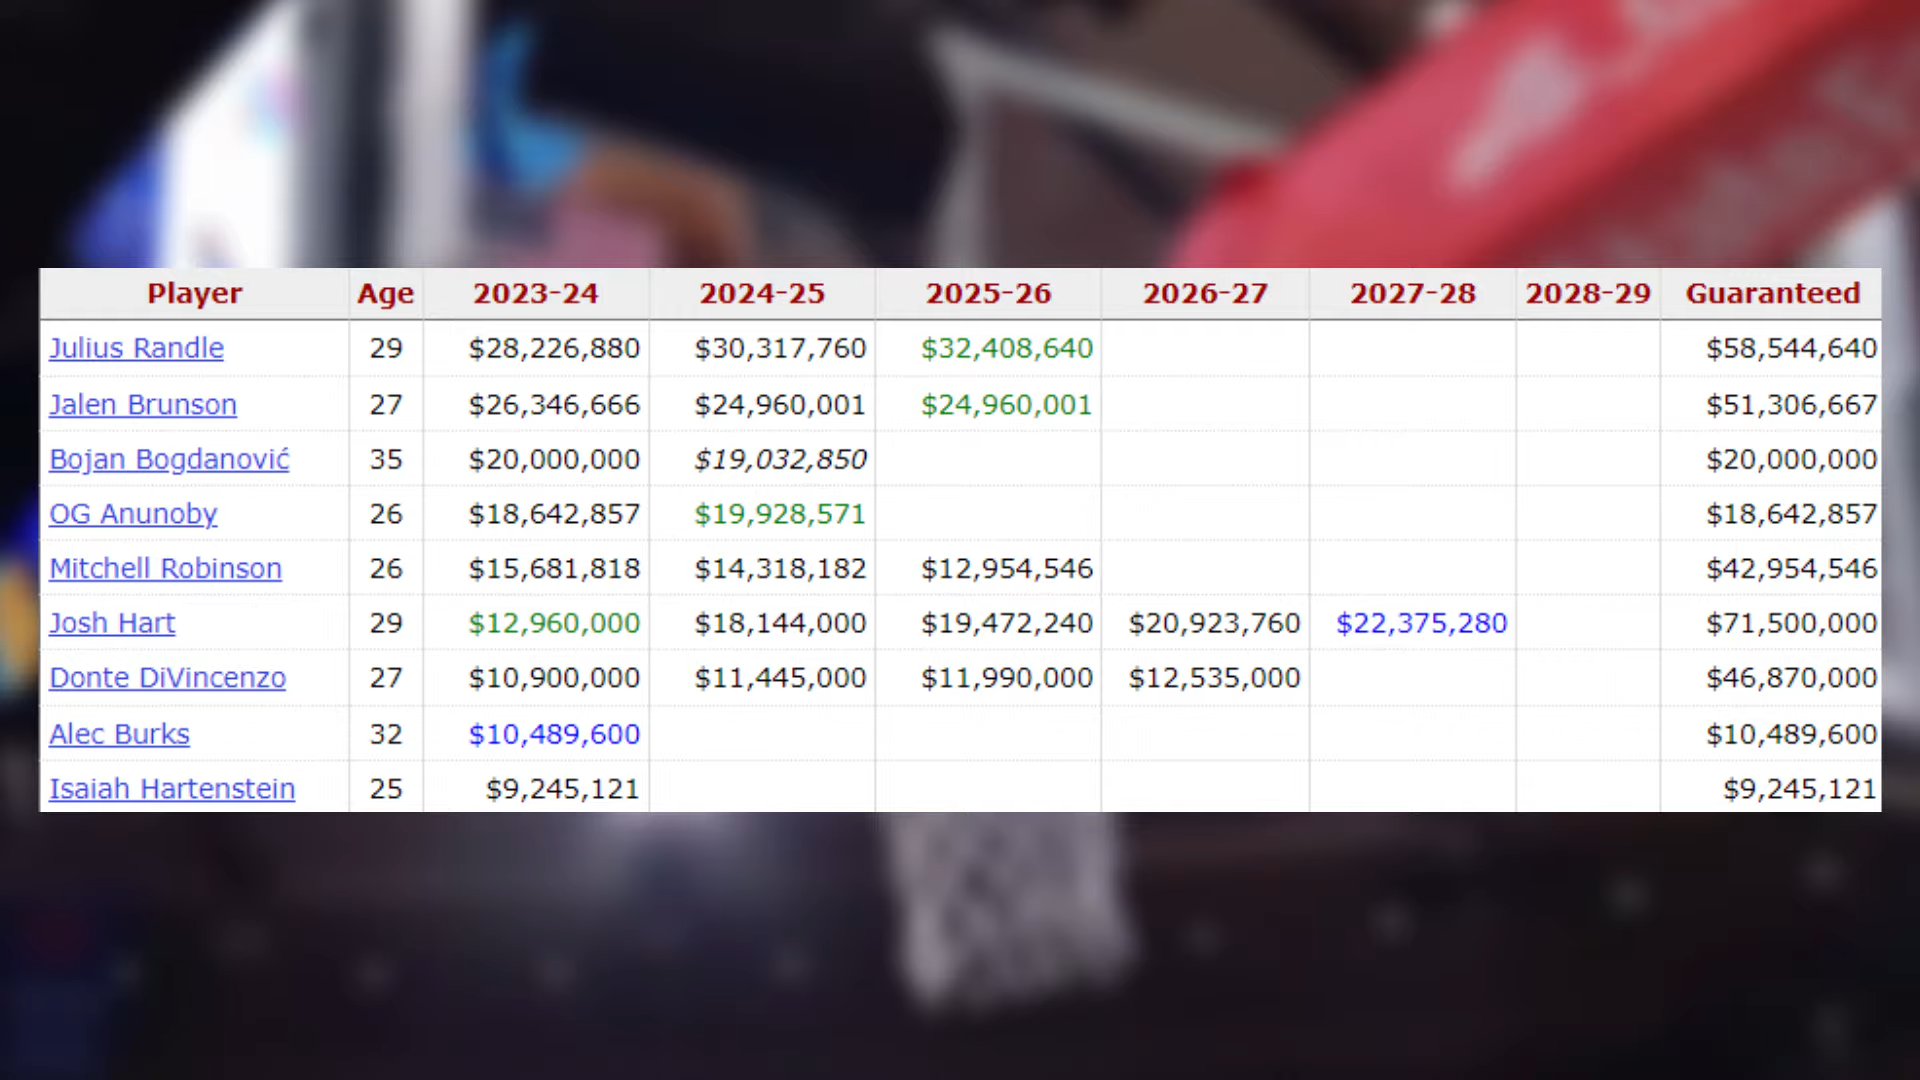 Player Age 2023-24 2024-25 2025-26 2026-27 2027-28 2028-29 Guaranteed
Julius Randle 29 $28,226,880 $30,317,760 $32,408,640 $58,544,640
Jalen Brunson 27 $26,346,666 $24,960,001 $24,960,001 $51,306,667
Bojan Bogdanović 35 $20,000,000 $19,032,850 $20,000,000
OG Anunoby 26 $18,642,857 $19,928,571 $18,642,857
Mitchell Robinson 26 $15,681,818 $14,318,182 $12,954,546 $42,954,546
Josh Hart 29 $12,960,000 $18,144,000 $19,472,240 $20,923,760 $22,375,280 $71,500,000
Donte DiVincenzo 27 $10,900,000 $11,445,000 $11,990,000 $12,535,000 $46,870,000
Alec Burks 32 $10,489,600 $10,489,600
Isaiah Hartenstein 25 $9,245,121 $9,245,121